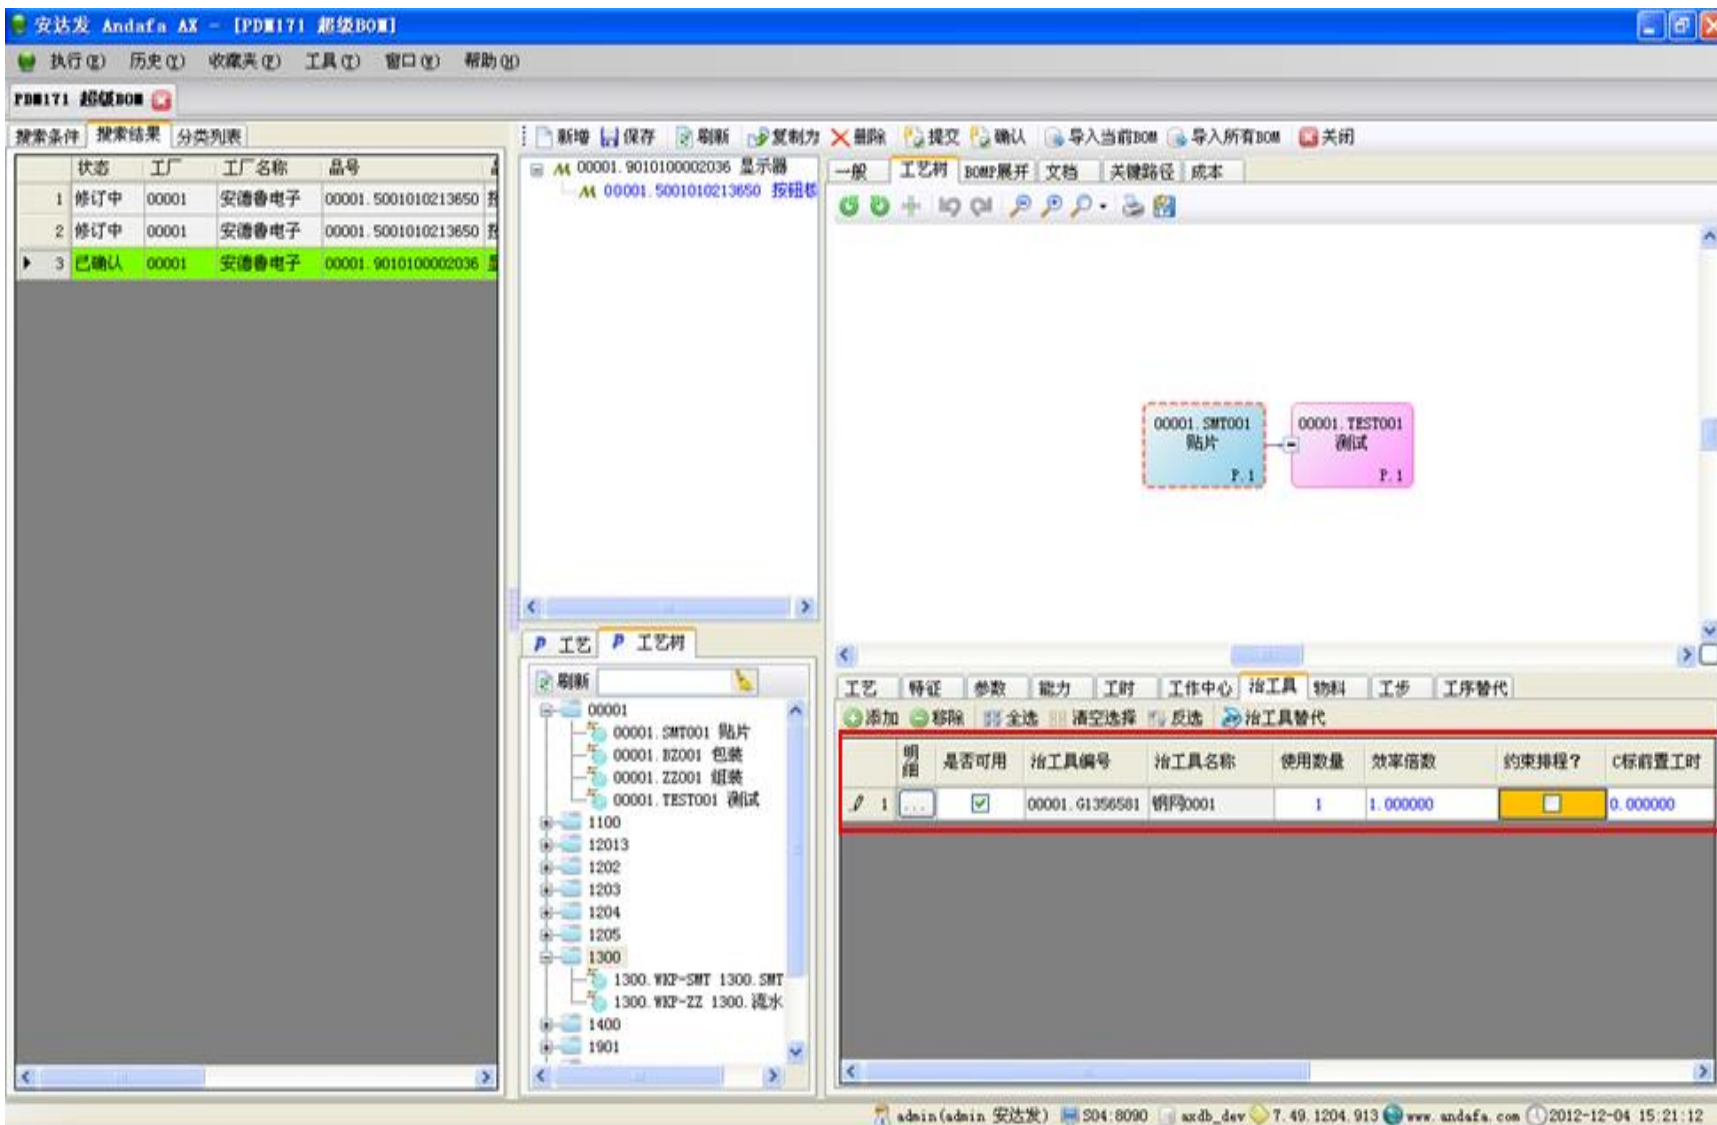 安达发 Andafa AX - [PDM171 超级BOM]
执行(E) 历史(Y) 收藏夹(F) 工具(T) 窗口(W) 帮助(H)
PDM171 超级BOM
搜索条件 搜索结果 分类列表
状态 工厂 工厂名称 品号
1 修订中 00001 安德鲁电子 00001.5001010213650
2 修订中 00001 安德鲁电子 00001.5001010213650
3 已确认 00001 安德鲁电子 00001.9010100002036
新增 保存 刷新 复制为 删除 提交 确认 导入当前BOM 导入所有BOM 关闭
00001.9010100002036 显示器
00001.5001010213650 按钮
一般 工艺树 BOMP展开 文档 关键路径 成本
00001.SMT001
贴片
P.1
00001.TEST001
测试
P.1
工艺 工艺树
刷新
00001
00001.SMT001 贴片
00001.BZ001 包装
00001.ZZ001 组装
00001.TEST001 测试
1100
12013
1202
1203
1204
1205
1300
1300.WKP-SMT 1300.SMT
1300.WKP-ZZ 1300.流水
1400
1901
工艺 特征 参数 能力 工时 工作中心 治工具 物料 工步 工序替代
添加 移除 全选 清空选择 反选 治工具替代
明细 是否可用 治工具编号 治工具名称 使用数量 效率倍数 约束排程? C标前置工时
1 ... 00001.G1356581 钢网0001 1 1.000000 0.000000
admin(admin 安达发) S04:8090 axdb_dev 7.49.1204.913 www.andafa.com 2012-12-04 15:21:12